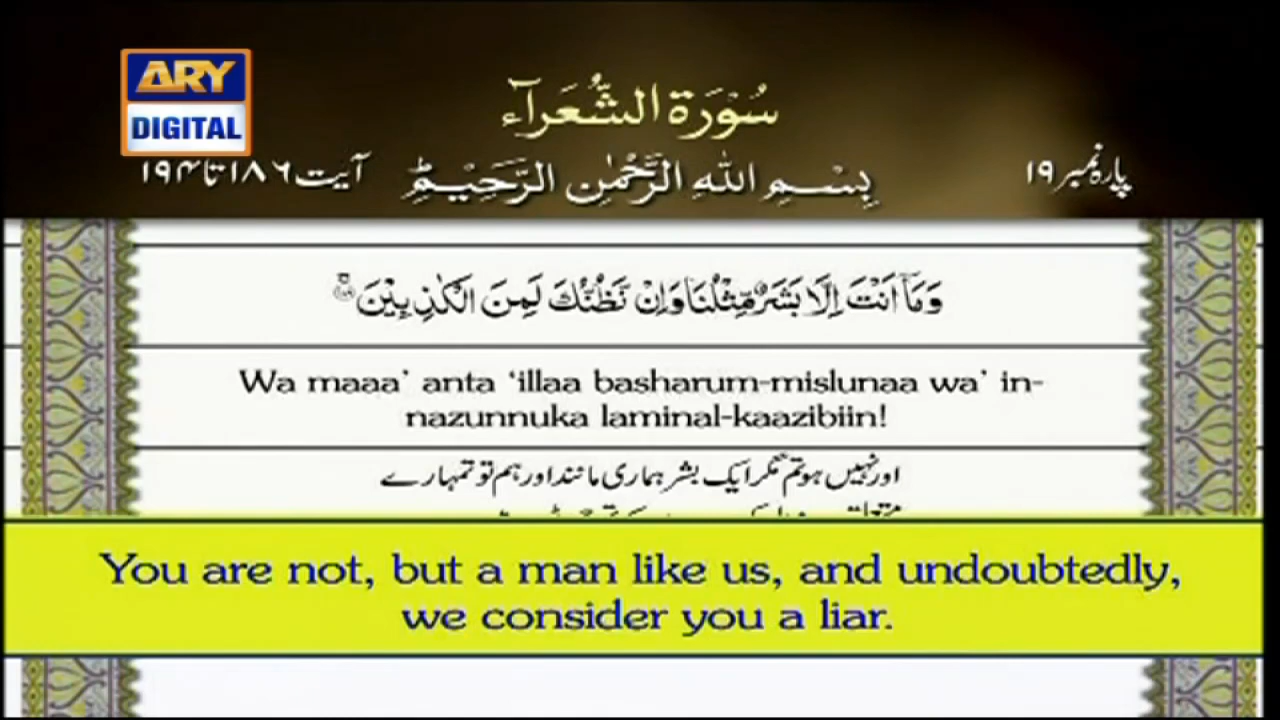 ARY
DIGITAL
سُوْرَةُ الشُّعَرَآء
پارہ نمبر ۱۹
بِسْمِ اللهِ الرَّحْمٰنِ الرَّحِيْمِ
آیت ۱۸۶ تا ۱۹۴
وَمَآ اَنْتَ اِلَّا بَشَرٌ مِّثْلُنَا وَاِنْ نَّظُنُّكَ لَمِنَ الْكٰذِبِيْنَ
Wa maaa’ anta ‘illaa basharum-mislunaa wa’ in-
nazunnuka laminal-kaazibiin!
اور نہیں ہو تم مگر ایک بشر ہماری مانند اور ہم تو تمہارے
You are not, but a man like us, and undoubtedly,
we consider you a liar.